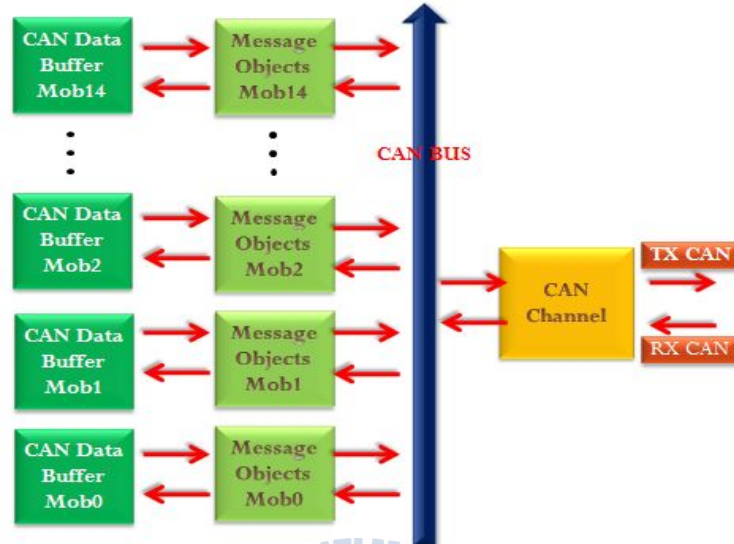 CAN Data
Buffer
Mob14
Message
Objects
Mob14
CAN BUS
CAN Data
Buffer
Mob2
Message
Objects
Mob2
CAN
Channel
TX CAN
RX CAN
CAN Data
Buffer
Mob1
Message
Objects
Mob1
CAN Data
Buffer
Mob0
Message
Objects
Mob0